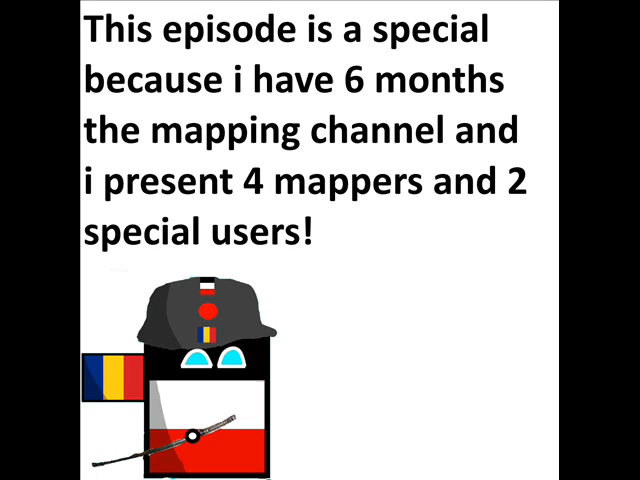 This episode is a special
because i have 6 months
the mapping channel and
i present 4 mappers and 2
special users!